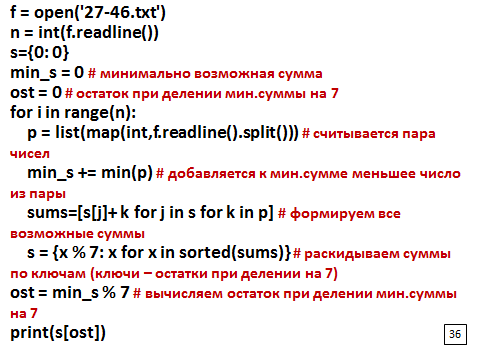 f = open('27-46.txt')
n = int(f.readline())
s={0: 0}
min_s = 0 # минимально возможная сумма
ost = 0 # остаток при делении мин.суммы на 7
for i in range(n):
p = list(map(int,f.readline().split())) # считывается пара
чисел
min_s += min(p) # добавляется к мин.сумме меньшее число
из пары
sums=[s[j]+ k for j in s for k in p] # формируем все
возможные суммы
s = {x % 7: x for x in sorted(sums)} # раскидываем суммы
по ключам (ключи – остатки при делении на 7)
ost = min_s % 7 # вычисляем остаток при делении мин.суммы
на 7
print(s[ost])
36